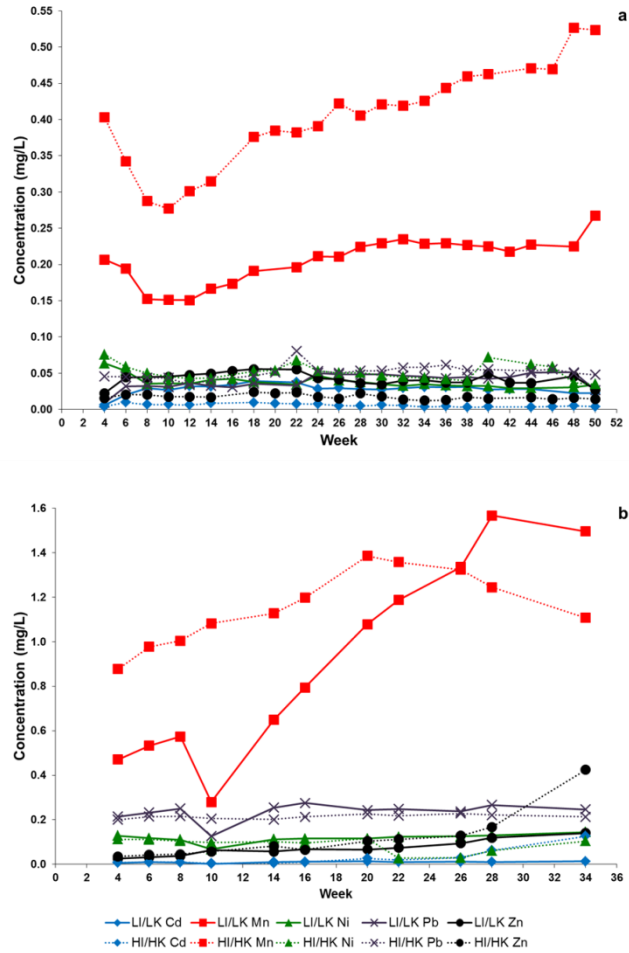 a
0.55
0.50
0.45
0.40
0.35
0.30
0.25
0.20
0.15
0.10
0.05
0.00
Concentration (mg/L)
0 2 4 6 8 10 12 14 16 18 20 22 24 26 28 30 32 34 36 38 40 42 44 46 48 50
Week
b
1.6
1.4
1.2
1.0
0.8
0.6
0.4
0.2
0.0
Concentration (mg/L)
0 2 4 6 8 10 12 14 16 18 20 22 24 26 28 30 32 34 36
Week
LI/LK Cd LI/LK Mn LI/LK Ni LI/LK Pb LI/LK Zn
HI/HK Cd HI/HK Mn HI/HK Ni HI/HK Pb HI/HK Zn